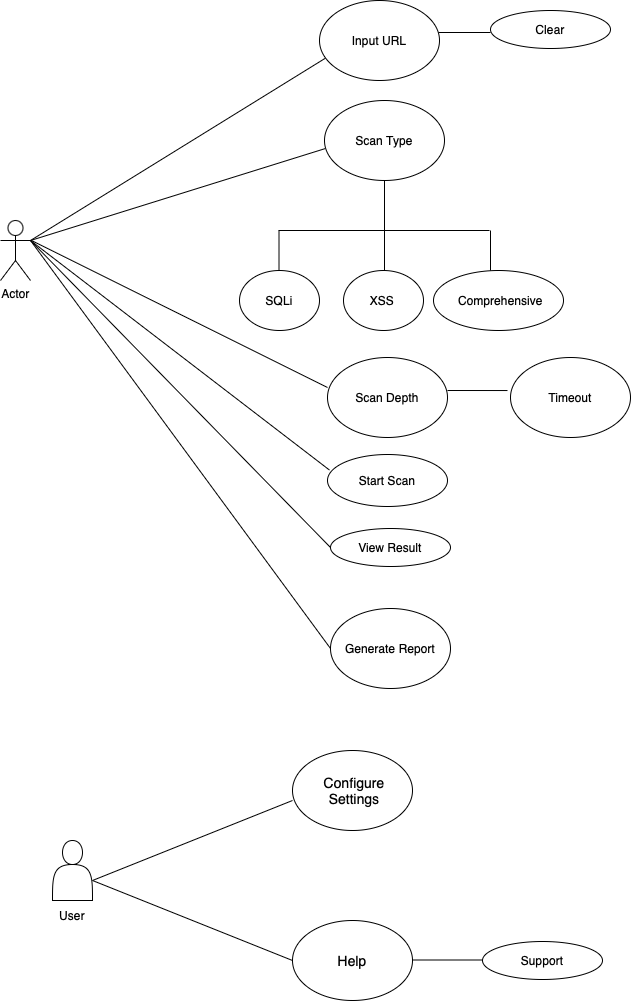 Input URL
Clear
Scan Type
SQLi
XSS
Comprehensive
Actor
Scan Depth
Timeout
Start Scan
View Result
Generate Report
Configure
Settings
User
Help
Support